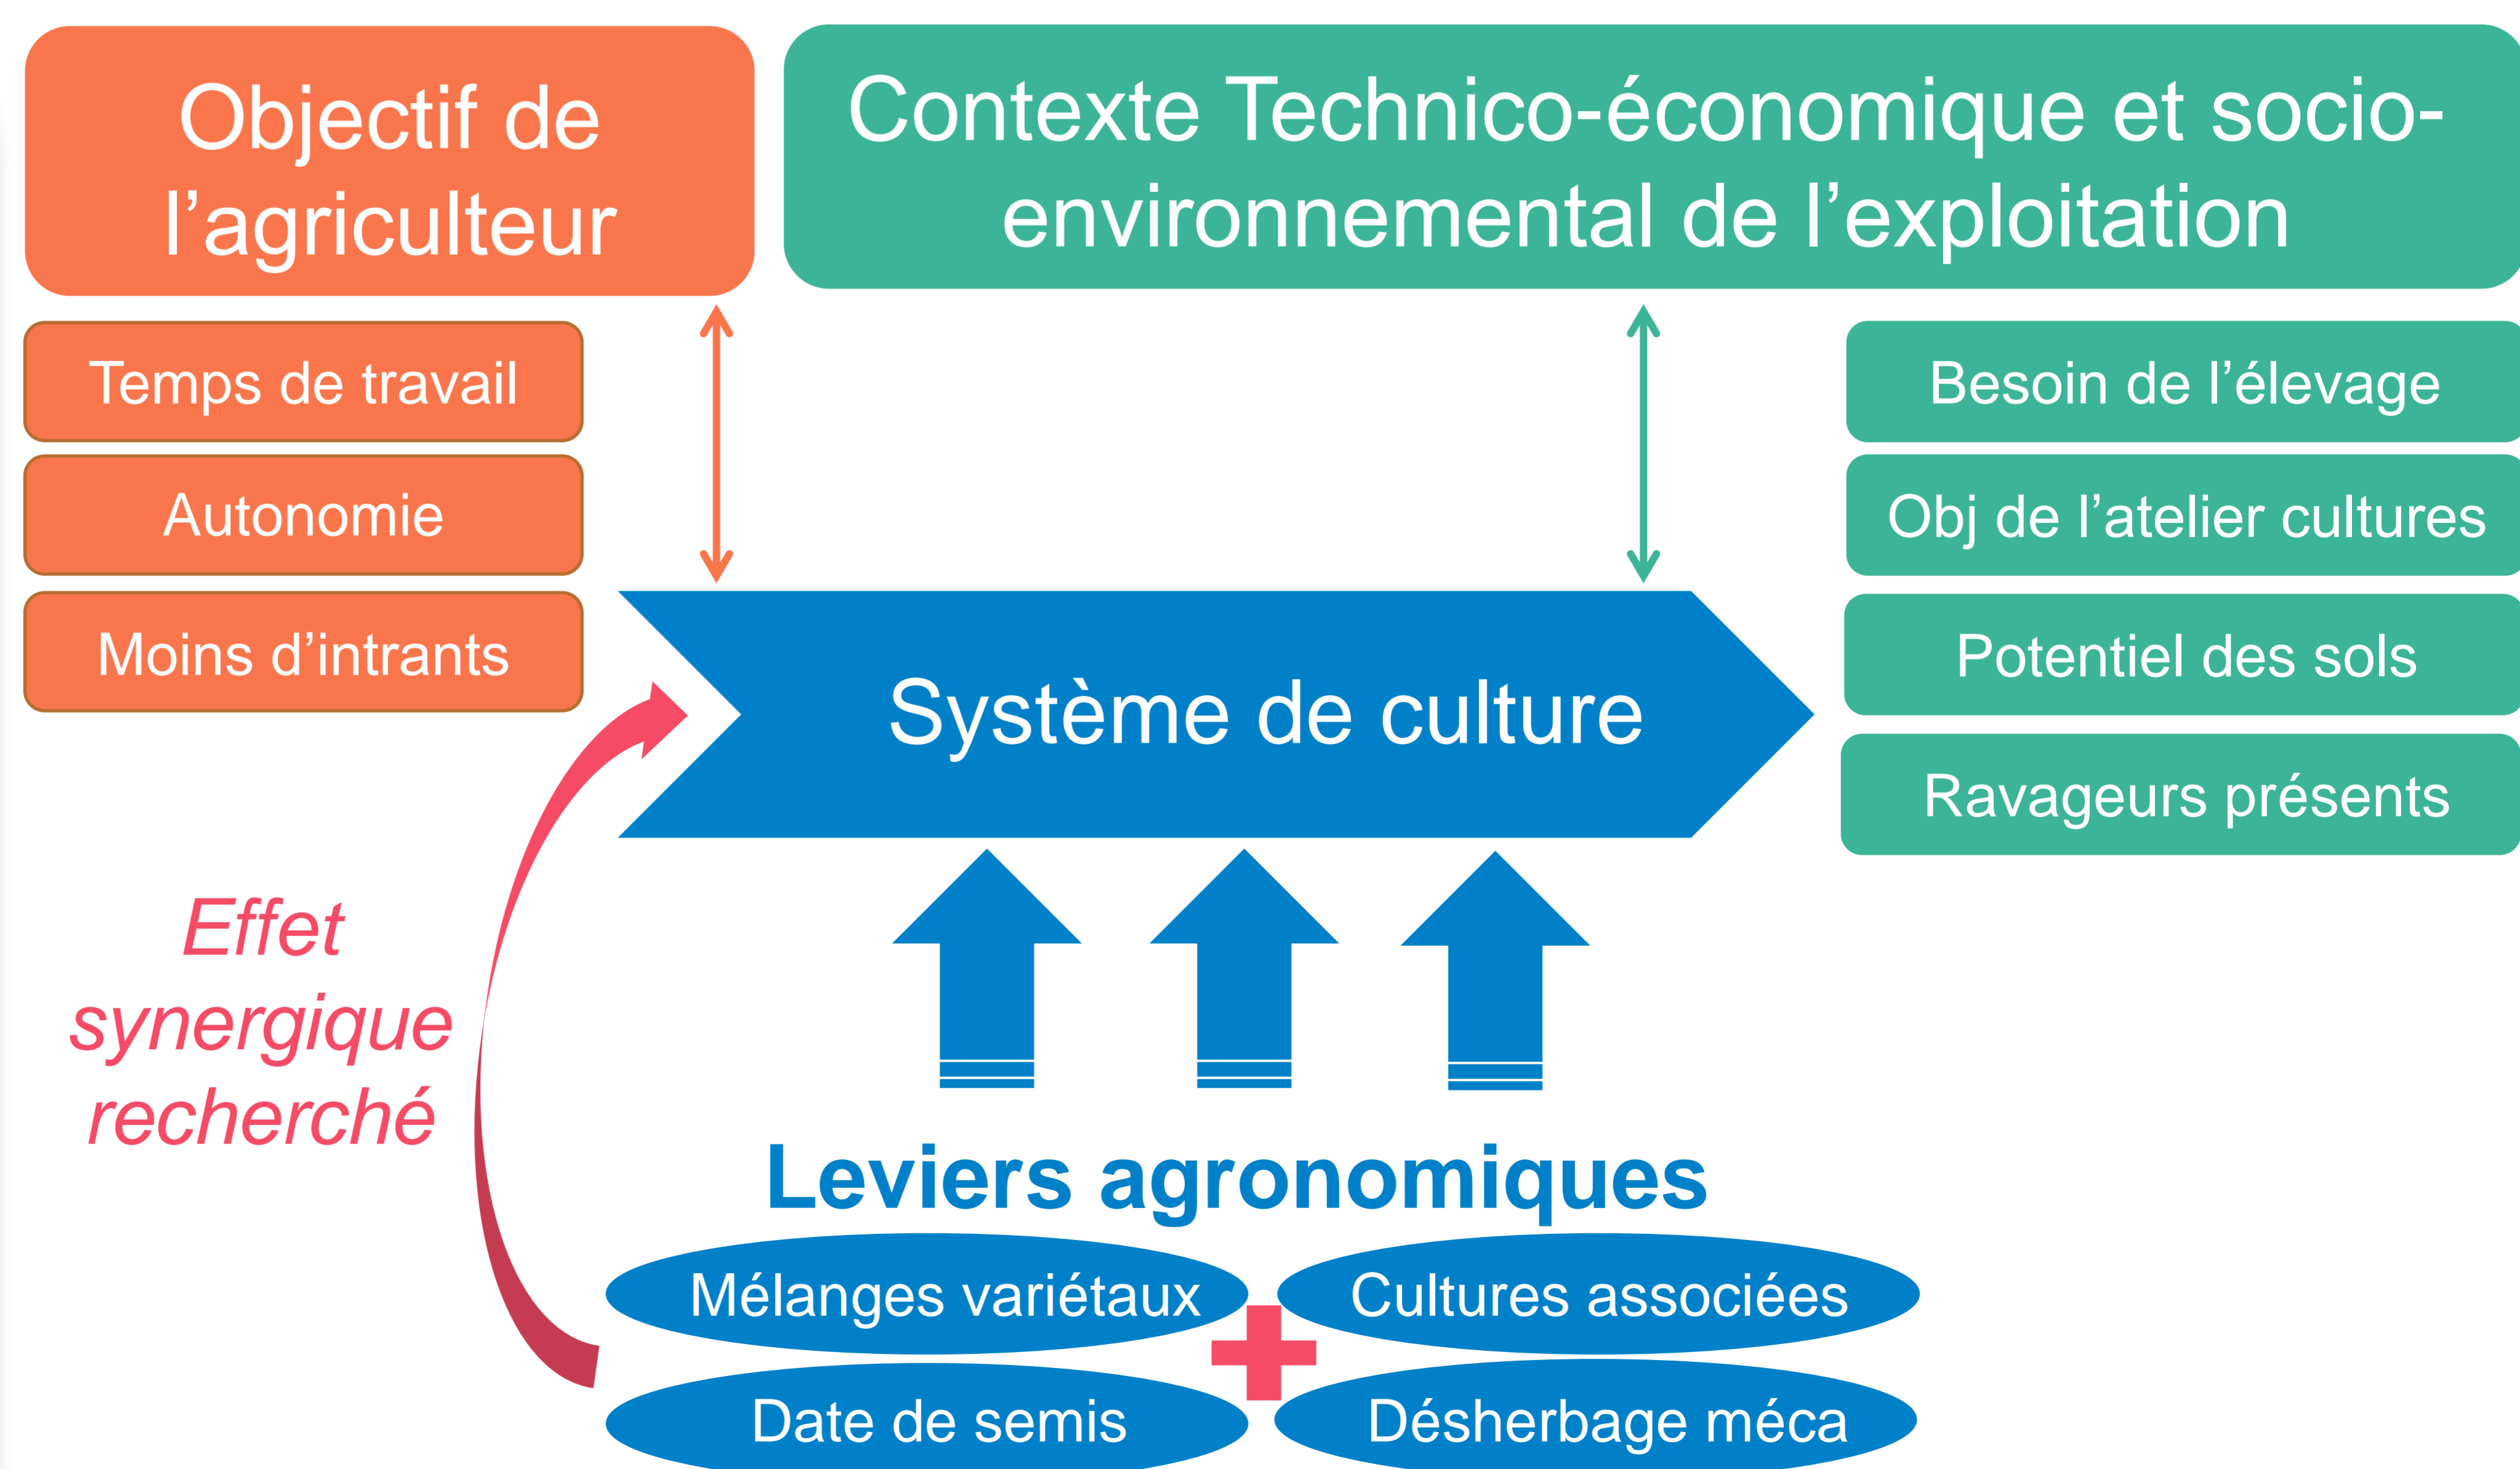 Objectif de
l’agriculteur
Contexte Technico-économique et socio-
environnemental de l’exploitation
Temps de travail
Autonomie
Moins d’intrants
Besoin de l’élevage
Obj de l’atelier cultures
Potentiel des sols
Ravageurs présents
Système de culture
Effet
synergique
recherché
Leviers agronomiques
Mélanges variétaux
Cultures associées
Date de semis
Désherbage méca